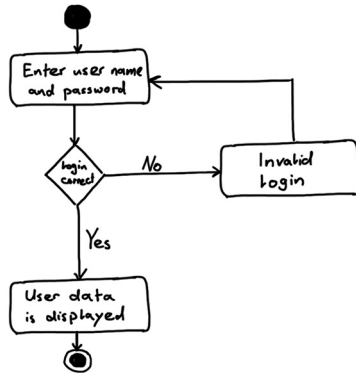 Enter user name
and password
Login
correct
No
Invalid
Login
Yes
User data
is displayed